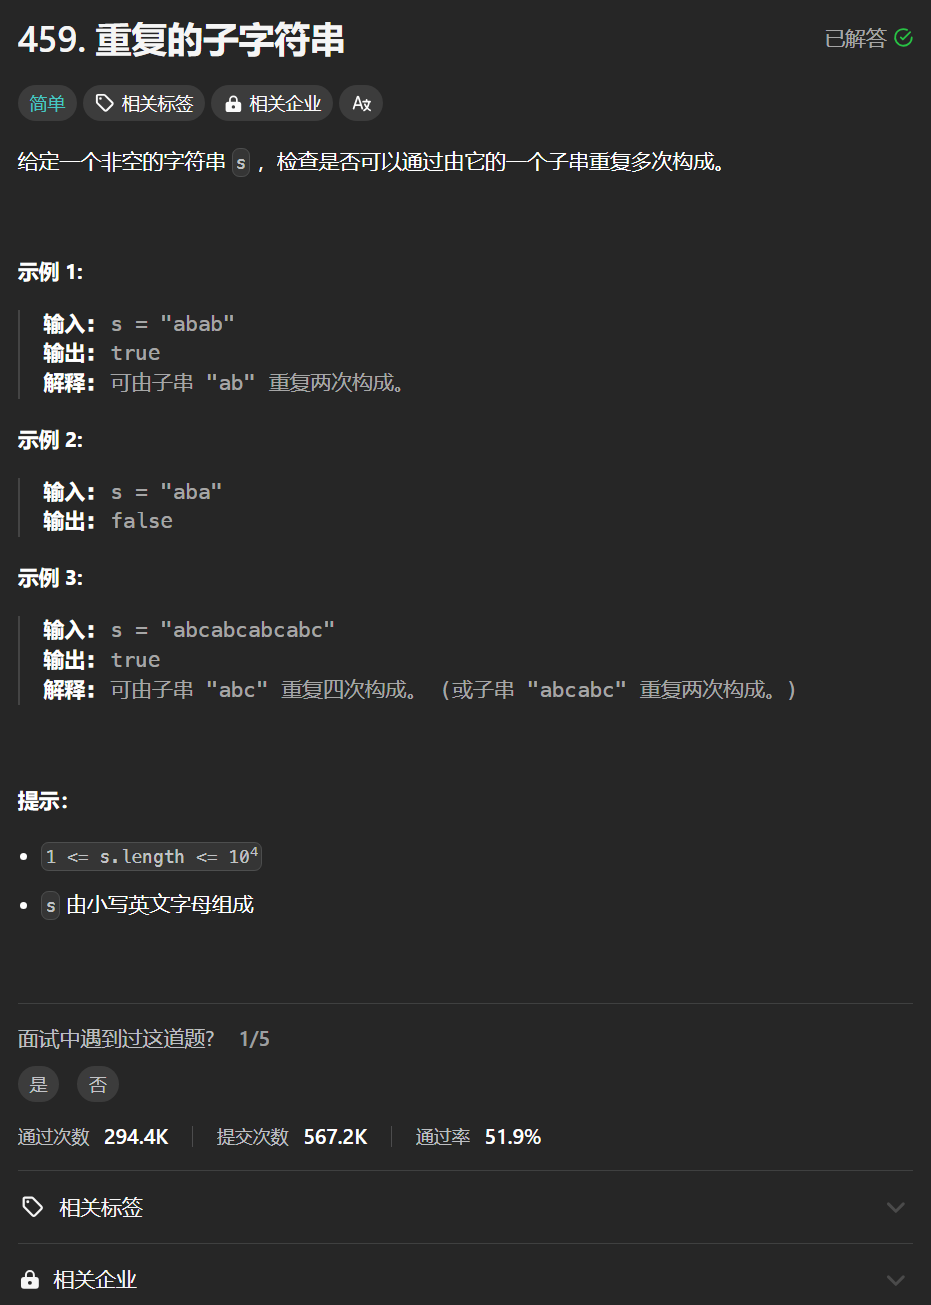 459. 重复的子字符串
已解答
简单
相关标签
相关企业
A文
给定一个非空的字符串 s ，检查是否可以通过由它的一个子串重复多次构成。
示例 1:
输入: s = "abab"
输出: true
解释: 可由子串 "ab" 重复两次构成。
示例 2:
输入: s = "aba"
输出: false
示例 3:
输入: s = "abcabcabcabc"
输出: true
解释: 可由子串 "abc" 重复四次构成。 (或子串 "abcabc" 重复两次构成。)
提示：
• 1 <= s.length <= 10⁴
• s 由小写英文字母组成
面试中遇到过这道题? 1/5
是
否
通过次数 294.4K
提交次数 567.2K
通过率 51.9%
相关标签
相关企业